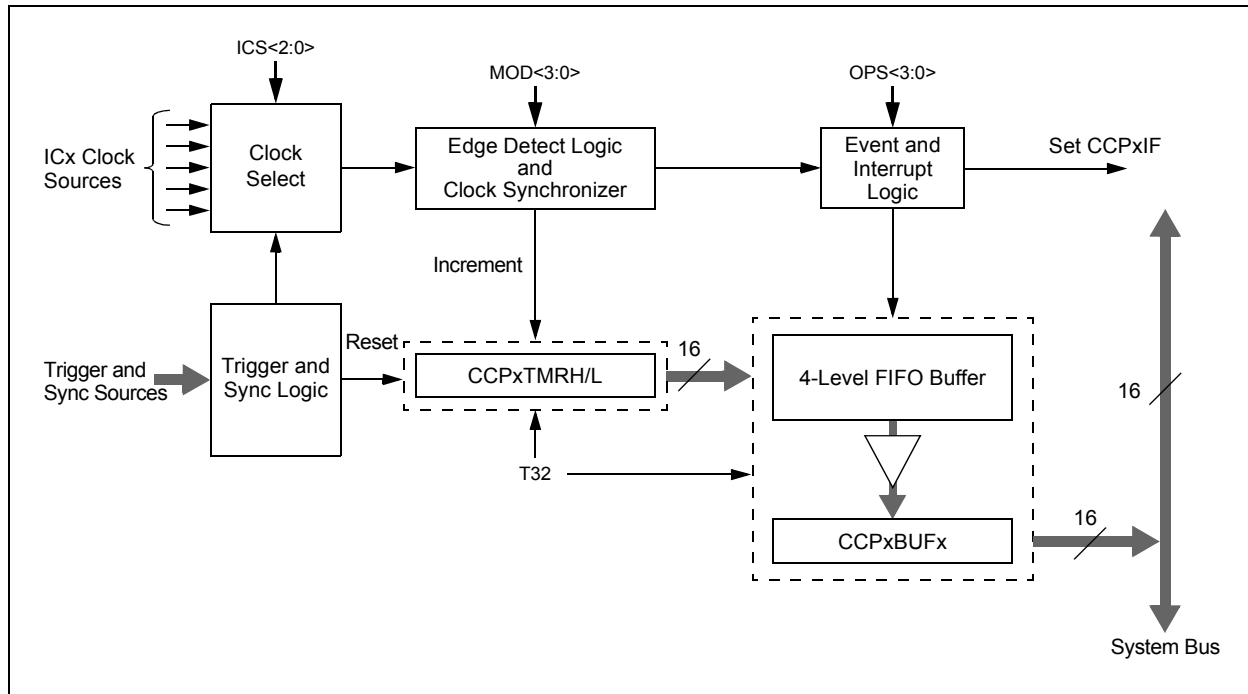 ICS<2:0>
MOD<3:0>
OPS<3:0>
ICx Clock
Sources
Clock
Select
Edge Detect Logic
and
Clock Synchronizer
Event and
Interrupt
Logic
Set CCPxIF
Increment
Trigger and
Sync Sources
Trigger and
Sync Logic
Reset
CCPxTMRH/L
16
4-Level FIFO Buffer
16
T32
CCPxBUFx
16
System Bus